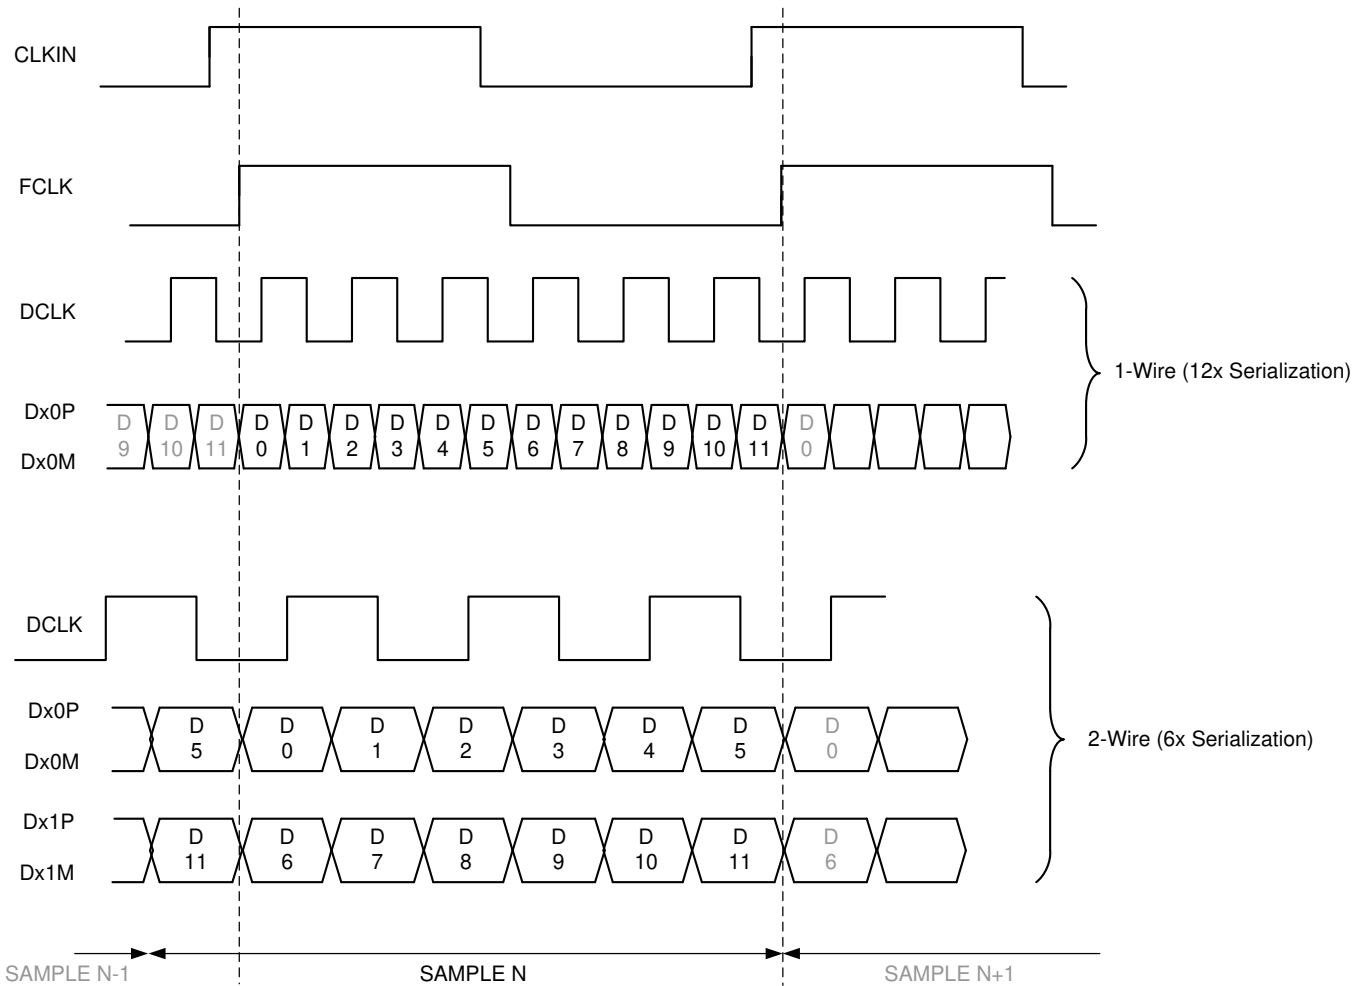 CLKIN
FCLK
DCLK
1-Wire (12x Serialization)
Dx0P
D D D D D D D D D D D D D D D D
9 10 11 0 1 2 3 4 5 6 7 8 9 10 11 0
Dx0M
DCLK
Dx0P
D D D D D D D D
5 0 1 2 3 4 5 0
Dx0M
2-Wire (6x Serialization)
Dx1P
D D D D D D D D
11 6 7 8 9 10 11 6
Dx1M
SAMPLE N-1 SAMPLE N SAMPLE N+1